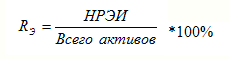 Rэ = НРЭИ / Всего активов *100%